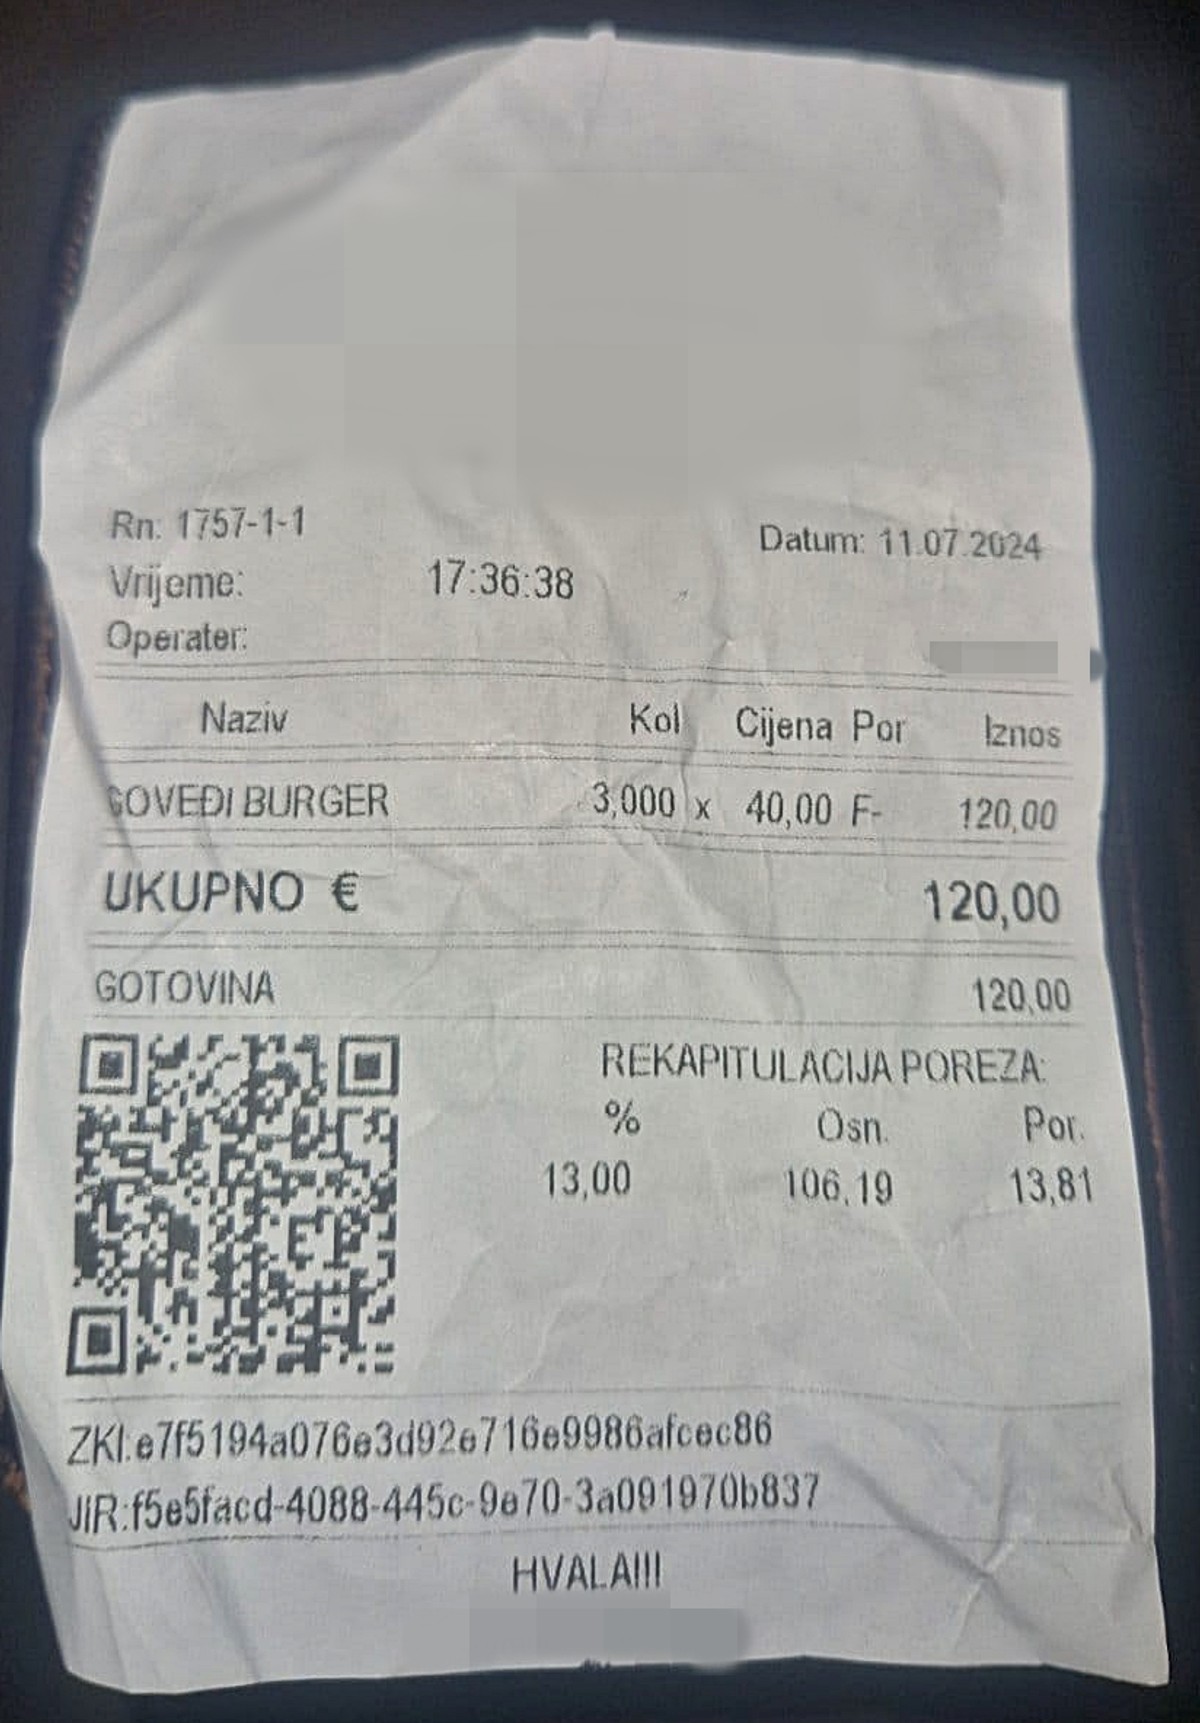 Rn: 1757-1-1 Datum: 11.07.2024
Vrijeme: 17:36:38
Operater:
Naziv Kol Cijena Por Iznos
GOVEĐI BURGER 3,000 x 40,00 F- 120,00
UKUPNO € 120,00
GOTOVINA 120,00
REKAPITULACIJA POREZA:
% Osn. Por.
13,00 106,19 13,81
ZKI:e7f5194a076e3d92e716e9986afcec86
JIR:f5e5facd-4088-445c-9e70-3a091970b837
HVALA!!!